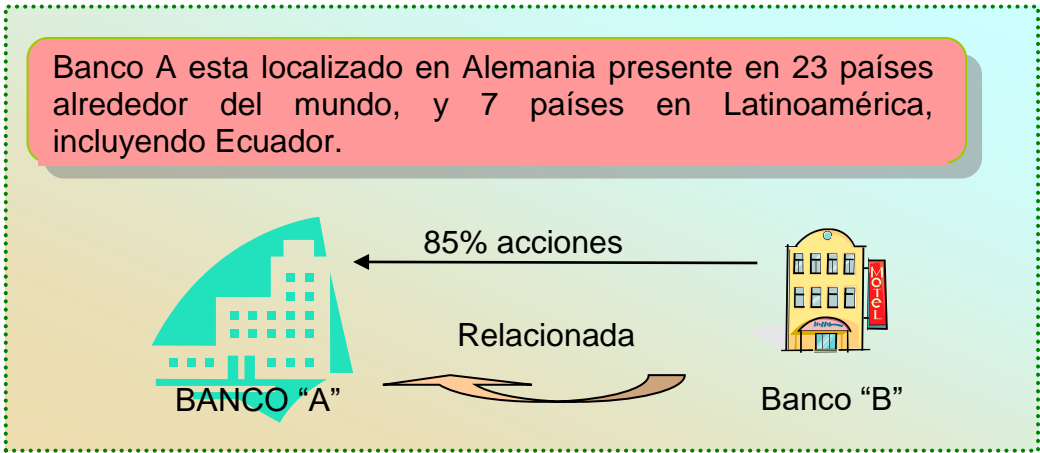 Banco A esta localizado en Alemania presente en 23 países
alrededor del mundo, y 7 países en Latinoamérica,
incluyendo Ecuador.
85% acciones
MOTEL
Relacionada
BANCO “A”
Banco “B”